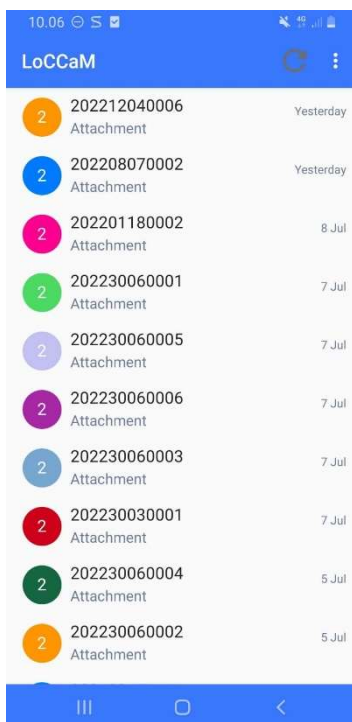 10.06
4G
LoCCaM
2 202212040006 Yesterday
Attachment
2 202208070002 Yesterday
Attachment
2 202201180002 8 Jul
Attachment
2 202230060001 7 Jul
Attachment
2 202230060005 7 Jul
Attachment
2 202230060006 7 Jul
Attachment
2 202230060003 7 Jul
Attachment
2 202230030001 7 Jul
Attachment
2 202230060004 5 Jul
Attachment
2 202230060002 5 Jul
Attachment